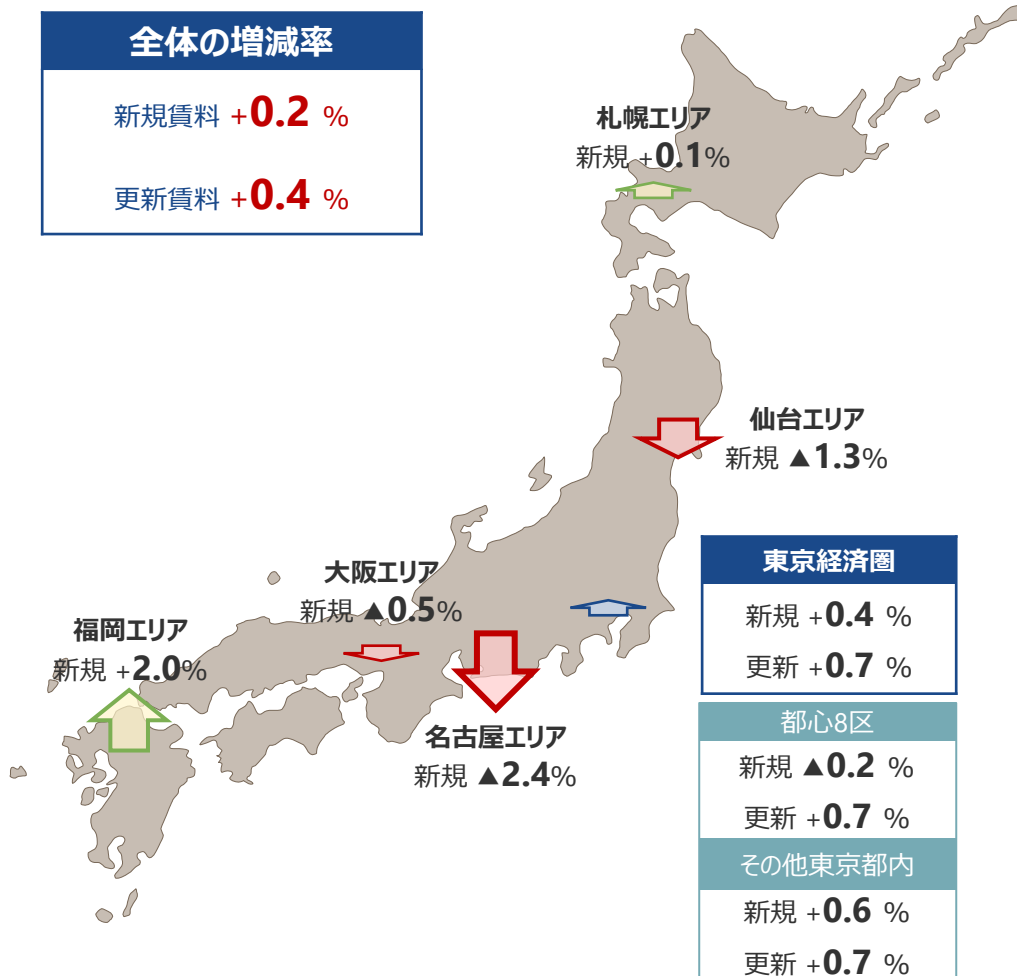 全体の増減率
新規賃料 +0.2 %
更新賃料 +0.4 %
札幌エリア
新規 +0.1%
仙台エリア
新規 ▲1.3%
大阪エリア
新規 ▲0.5%
福岡エリア
新規 +2.0%
名古屋エリア
新規 ▲2.4%
東京経済圏
新規 +0.4 %
更新 +0.7 %
都心8区
新規 ▲0.2 %
更新 +0.7 %
その他東京都内
新規 +0.6 %
更新 +0.7 %